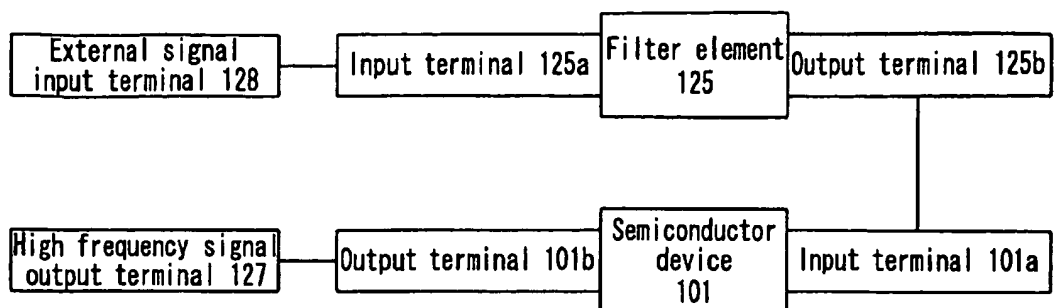 External signal
input terminal 128
Input terminal 125a
Filter element
125
Output terminal 125b
High frequency signal
output terminal 127
Output terminal 101b
Semiconductor
device
101
Input terminal 101a